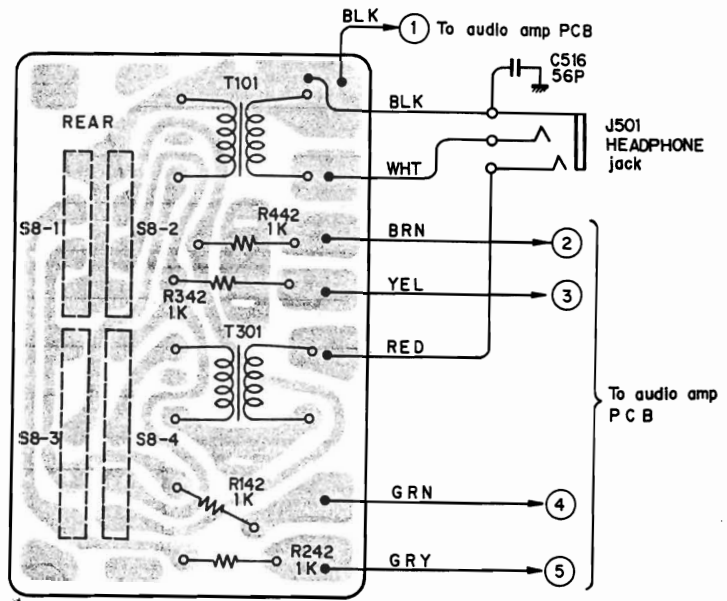 BLK
1
To audio amp PCB
C516
56P
T101
BLK
REAR
J501
HEADPHONE
jack
WHT
R442
1K
S8-1
S8-2
BRN
2
YEL
3
R342
1K
T301
RED
To audio amp
PCB
S8-3
S8-4
R142
1K
GRN
4
R242
1K
GRY
5